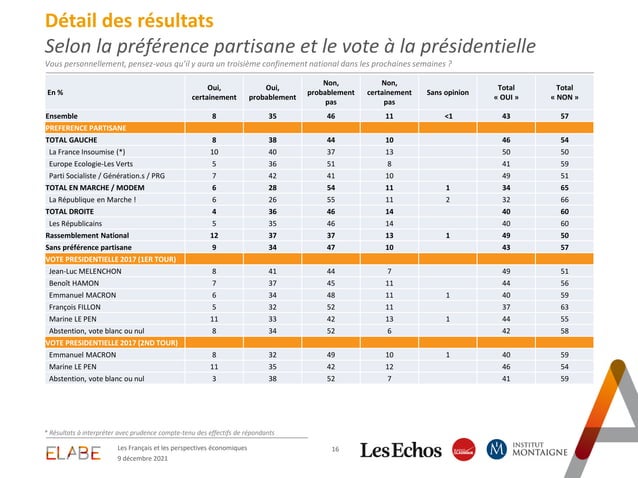 Détail des résultats
Selon la préférence partisane et le vote à la présidentielle
Vous personnellement, pensez-vous qu'il y aura un troisième confinement national dans les prochaines semaines ?
En % Oui, certainement Oui, probablement Non, probablement pas Non, certainement pas Sans opinion Total « OUI » Total « NON »
Ensemble 8 35 46 11 <1 43 57
PREFERENCE PARTISANE
TOTAL GAUCHE 8 38 44 10 46 54
La France Insoumise (*) 10 40 37 13 50 50
Europe Ecologie-Les Verts 5 36 51 8 41 59
Parti Socialiste / Génération.s / PRG 7 42 41 10 49 51
TOTAL EN MARCHE / MODEM 6 28 54 11 1 34 65
La République en Marche ! 6 26 55 11 2 32 66
TOTAL DROITE 4 36 46 14 40 60
Les Républicains 5 35 46 14 40 60
Rassemblement National 12 37 37 13 1 49 50
Sans préférence partisane 9 34 47 10 43 57
VOTE PRESIDENTIELLE 2017 (1ER TOUR)
Jean-Luc MELENCHON 8 41 44 7 49 51
Benoît HAMON 7 37 45 11 44 56
Emmanuel MACRON 6 34 48 11 1 40 59
François FILLON 5 32 52 11 37 63
Marine LE PEN 11 33 42 13 1 44 55
Abstention, vote blanc ou nul 8 34 52 6 42 58
VOTE PRESIDENTIELLE 2017 (2ND TOUR)
Emmanuel MACRON 8 32 49 10 1 40 59
Marine LE PEN 11 35 42 12 46 54
Abstention, vote blanc ou nul 3 38 52 7 41 59
* Résultats à interpréter avec prudence compte-tenu des effectifs de répondants
ELABE
Les Français et les perspectives économiques
9 décembre 2021
16
LesEchos
RADIO CLASSIQUE
INSTITUT
MONTAIGNE